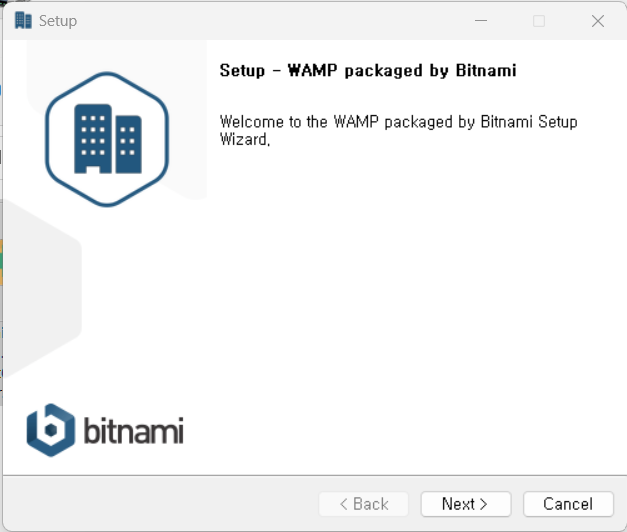 Setup
Setup - WAMP packaged by Bitnami
Welcome to the WAMP packaged by Bitnami Setup
Wizard.
bitnami
< Back
Next >
Cancel